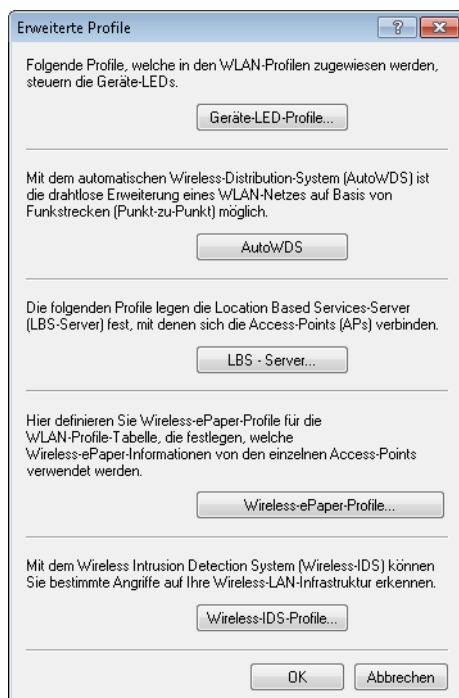 Erweiterte Profile
Folgende Profile, welche in den WLAN-Profilen zugewiesen werden,
steuern die Geräte-LEDs.
Geräte-LED-Profile...
Mit dem automatischen Wireless-Distribution-System (AutoWDS) ist
die drahtlose Erweiterung eines WLAN-Netzes auf Basis von
Funkstrecken (Punkt-zu-Punkt) möglich.
AutoWDS
Die folgenden Profile legen die Location Based Services-Server
(LBS-Server) fest, mit denen sich die Access-Points (APs) verbinden.
LBS - Server...
Hier definieren Sie Wireless-ePaper-Profile für die
WLAN-Profile-Tabelle, die festlegen, welche
Wireless-ePaper-Informationen von den einzelnen Access-Points
verwendet werden.
Wireless-ePaper-Profile...
Mit dem Wireless Intrusion Detection System (Wireless-IDS) können
Sie bestimmte Angriffe auf Ihre Wireless-LAN-Infrastruktur erkennen.
Wireless-IDS-Profile...
OK Abbrechen